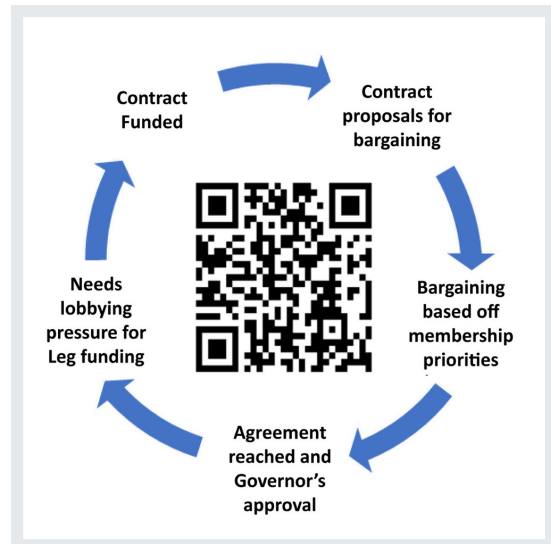 Contract
Funded
Contract
proposals for
bargaining
Bargaining
based off
membership
priorities
Agreement
reached and
Governor's
approval
Needs
lobbying
pressure for
Leg funding